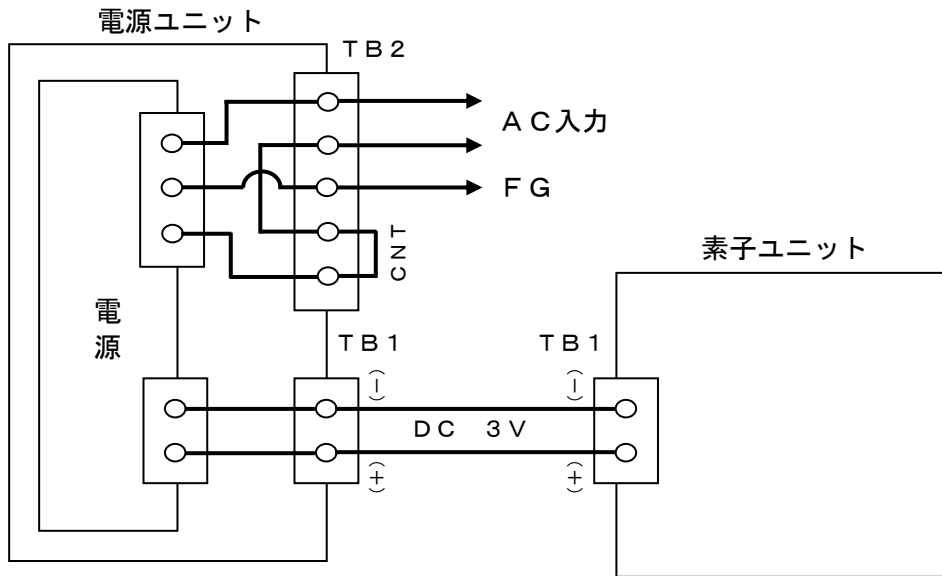 電源ユニット
TB2
AC入力
FG
CNT
素子ユニット
電
源
TB1
TB1
(-)
(-)
DC 3V
(+)
(+)